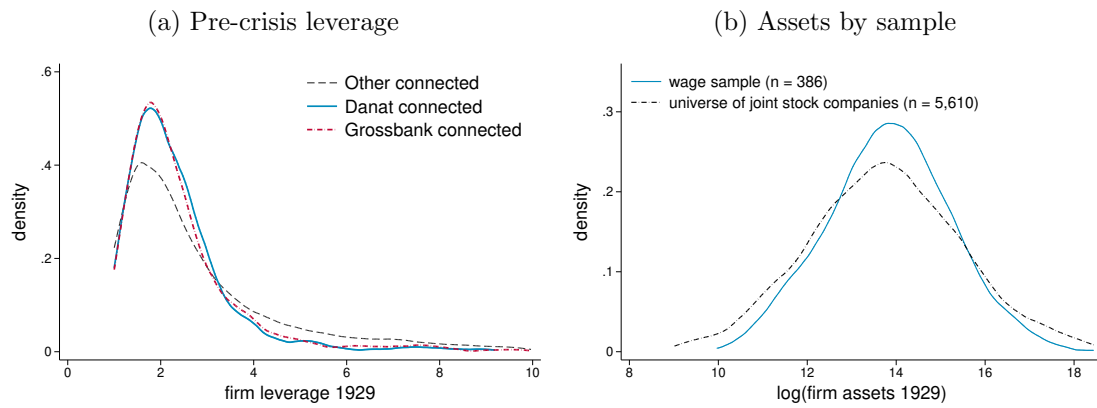 (a) Pre-crisis leverage
.6
.4
.2
0
density
0 2 4 6 8 10
firm leverage 1929
Other connected
Danat connected
Grossbank connected
(b) Assets by sample
.3
.2
.1
0
density
8 10 12 14 16 18
log(firm assets 1929)
wage sample (n = 386)
universe of joint stock companies (n = 5,610)